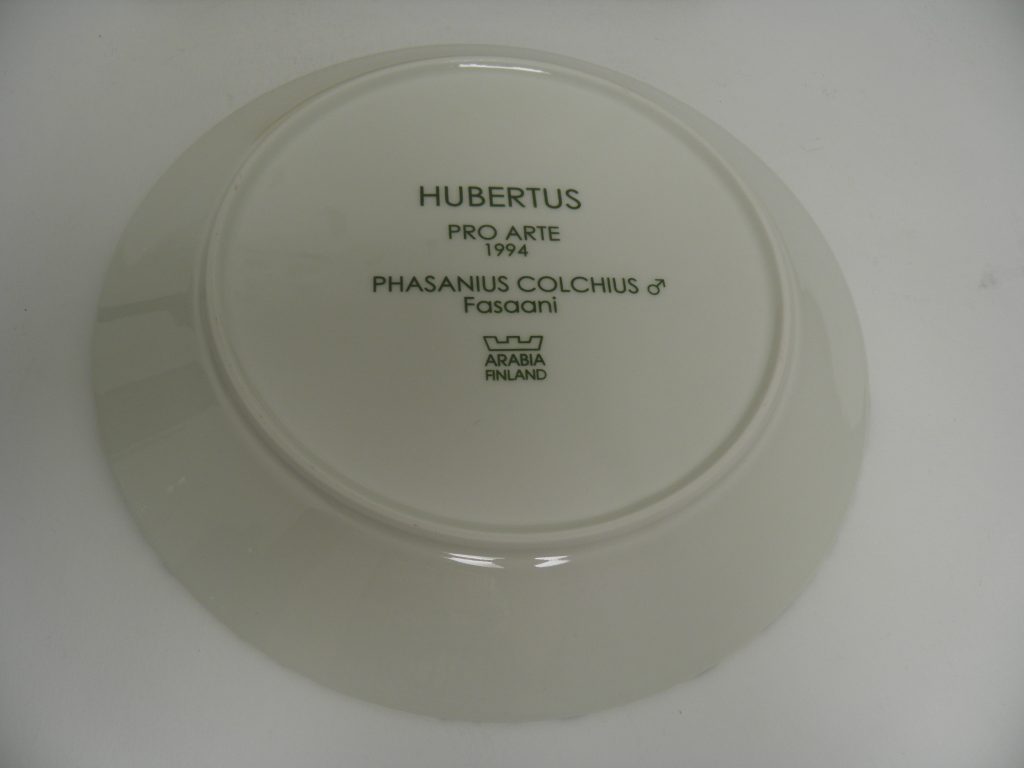 HUBERTUS
PRO ARTE
1994
PHASANIUS COLCHIUS ♂
Fasaani
ARABIA
FINLAND